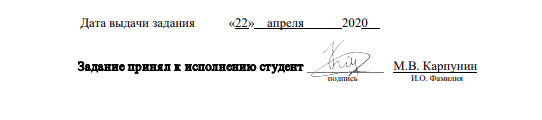 Дата выдачи задания «22» апреля 2020
Задание принял к исполнению студент М.В. Карпунин
подпись И.О. Фамилия